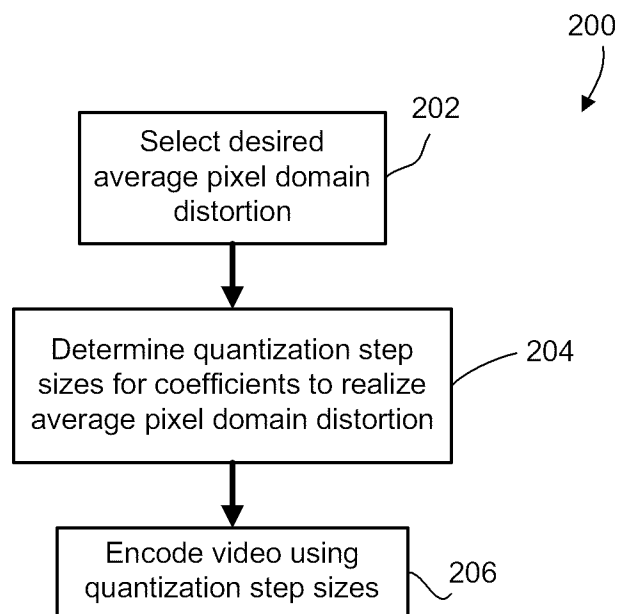 200
202
Select desired
average pixel domain
distortion
Determine quantization step
sizes for coefficients to realize
average pixel domain distortion
204
Encode video using
quantization step sizes
206